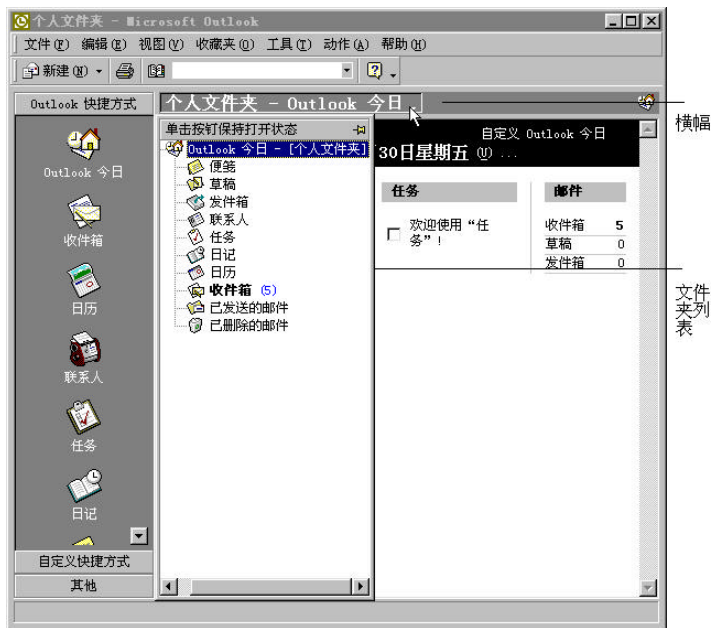 个人文件夹 - Microsoft Outlook
文件(F) 编辑(E) 视图(V) 收藏夹(O) 工具(T) 动作(A) 帮助(H)
新建(N)
Outlook 快捷方式
个人文件夹 - Outlook 今日 .
横幅
单击按钉保持打开状态
自定义 Outlook 今日
Outlook 今日 - [个人文件夹]
30日星期五 (U) ...
便笺
草稿
发件箱
联系人
任务
日记
日历
收件箱 (5)
已发送的邮件
已删除的邮件
任务
欢迎使用“任务”!
邮件
收件箱 5
草稿 0
发件箱 0
文件夹列表
Outlook 今日
收件箱
日历
联系人
任务
日记
自定义快捷方式
其他